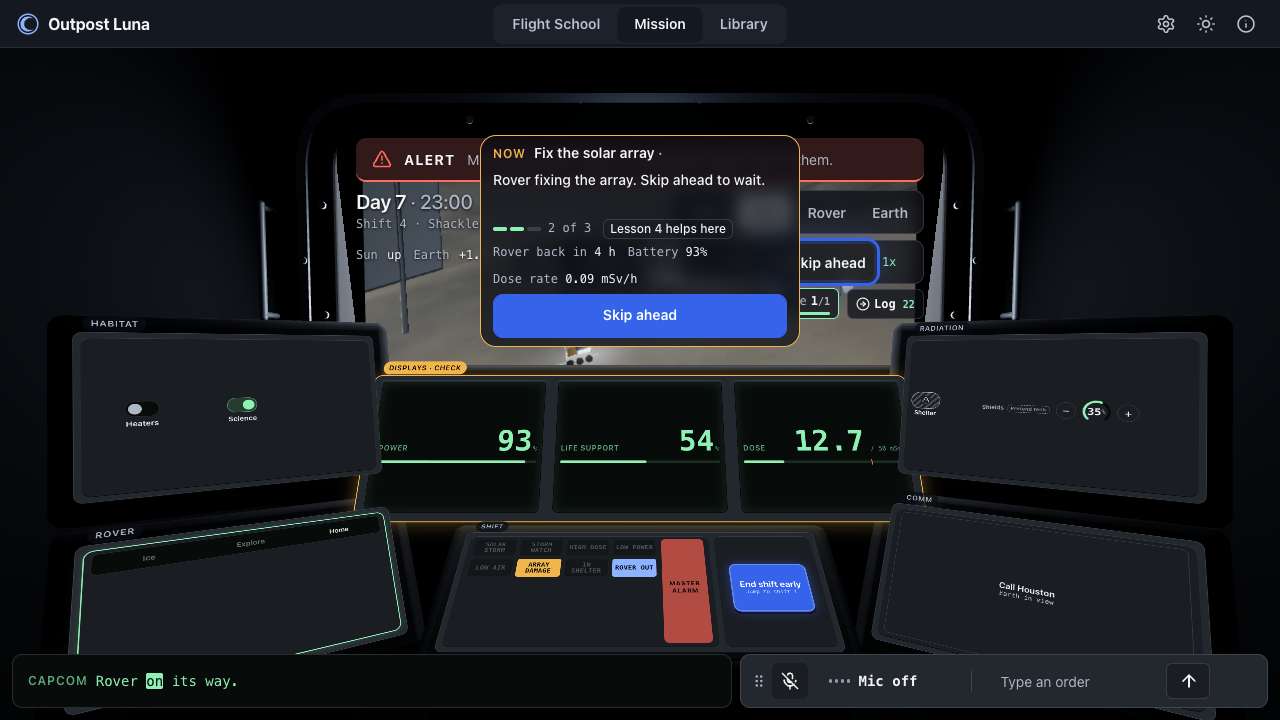 Outpost Luna
Flight School
Mission
Library
ALERT
NOW Fix the solar array ·
Rover fixing the array. Skip ahead to wait.
2 of 3
Lesson 4 helps here
Rover back in 4 h Battery 93%
Dose rate 0.09 mSv/h
Skip ahead
hem.
Day 7 · 23:00
Shift 4 · Shackle
Sun up Earth +1.
Rover
Earth
kip ahead
1x
e 1/1
Log 22
HABITAT
Heaters
Science
DISPLAYS · CHECK
POWER 93%
LIFE SUPPORT 54%
DOSE 12.7
RADIATION
Shelter
Shields
35%
ROVER
Ice
Explore
Home
SHIFT
SOLAR STORM
STORM WATCH
HIGH DOSE
LOW POWER
LOW AIR
ARRAY DAMAGE
IN SHELTER
ROVER OUT
MASTER ALARM
End shift early
COMM
Call Houston
Earth in view
CAPCOM Rover on its way.
Mic off
Type an order